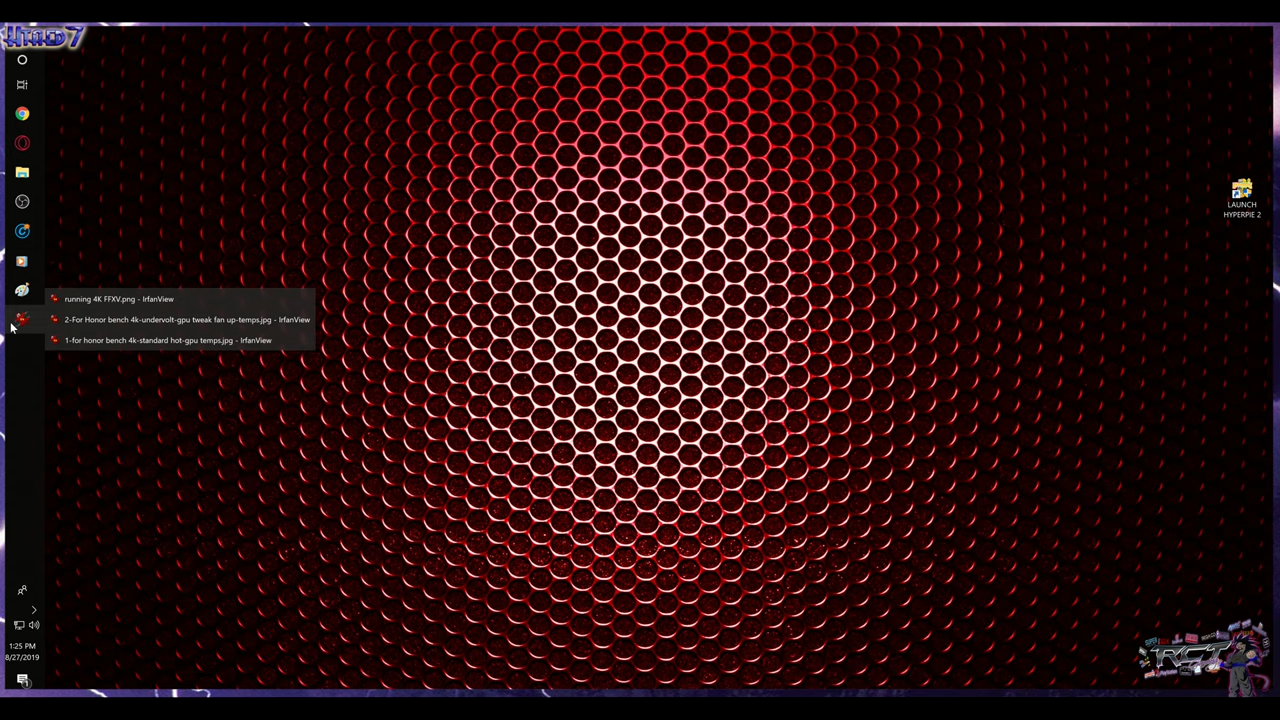 LAUNCH
HYPERPIE 2
running 4K FFXV.png - IrfanView
2-For Honor bench 4k-undervolt-gpu tweak fan up-temps.jpg - IrfanView
1-for honor bench 4k-standard hot-gpu temps.jpg - IrfanView
1:25 PM
8/27/2019
RGT